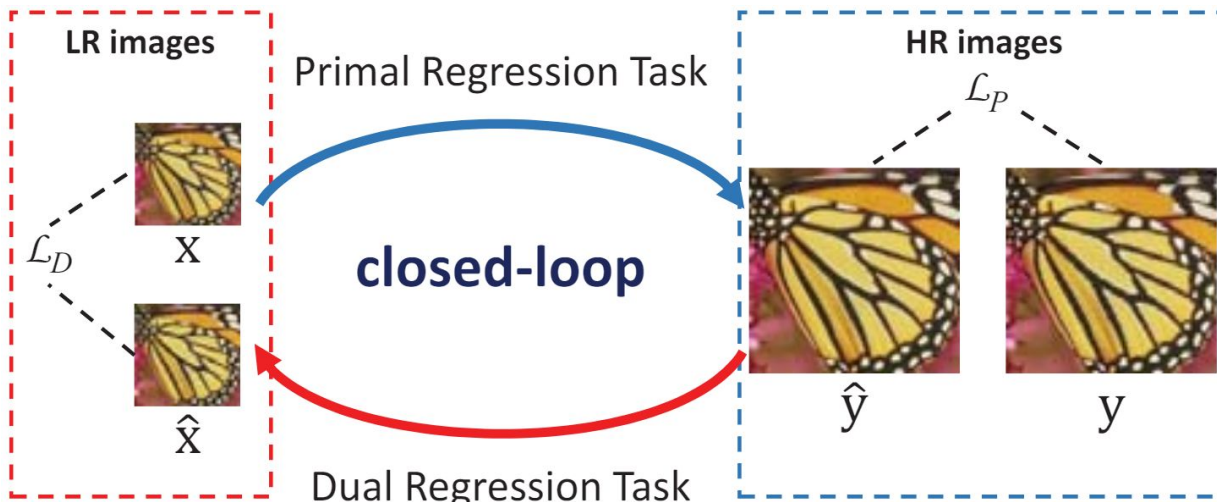 LR images
HR images
Primal Regression Task
ℒ_P
x
ℒ_D
closed-loop
x̂
ŷ
y
Dual Regression Task